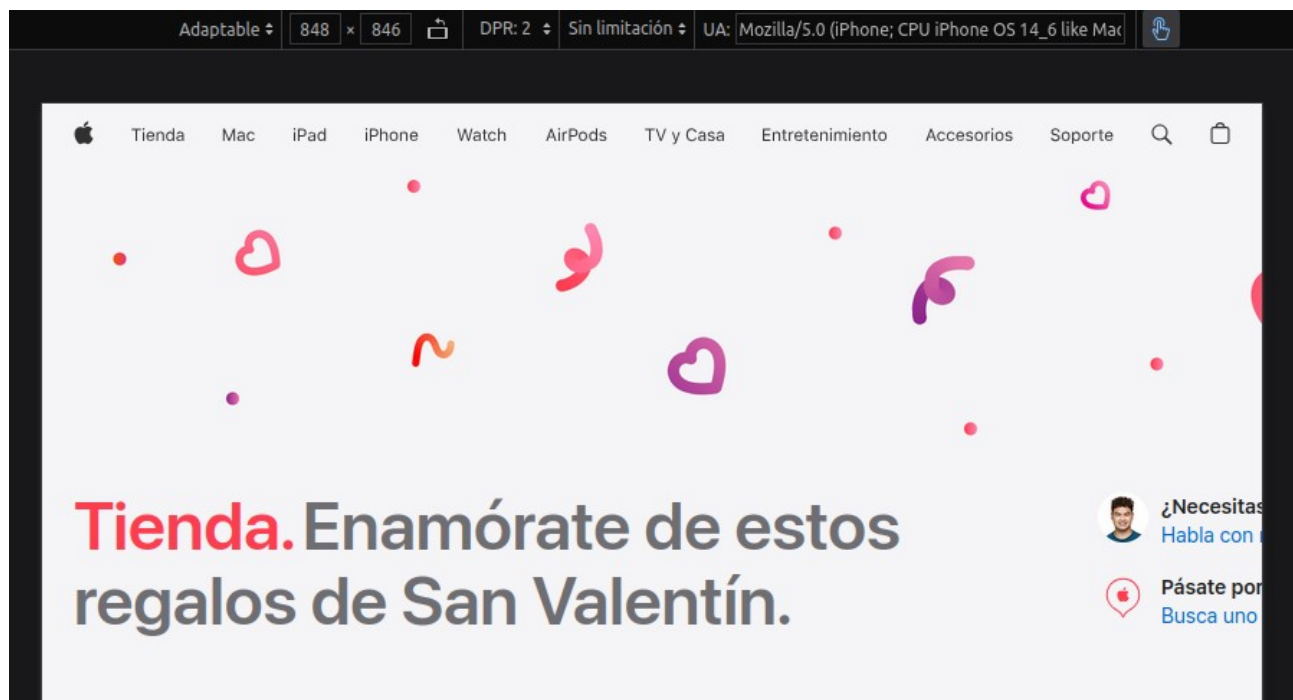 Adaptable 848 × 846 DPR: 2 Sin limitación UA: Mozilla/5.0 (iPhone; CPU iPhone OS 14_6 like Mac
Tienda Mac iPad iPhone Watch AirPods TV y Casa Entretenimiento Accesorios Soporte
Tienda. Enamórate de estos
regalos de San Valentín.
¿Necesitas
Habla con
Pásate por
Busca uno